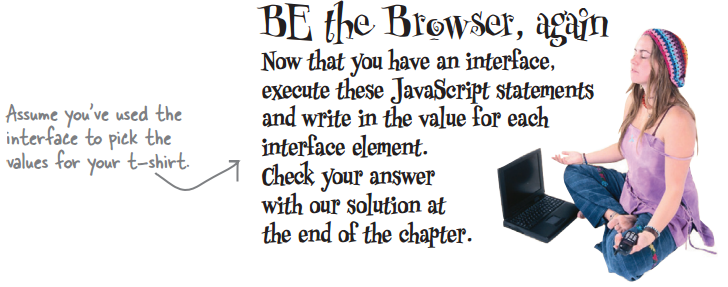 BE the Browser, again
Now that you have an interface,
execute these JavaScript statements
and write in the value for each
interface element.
Check your answer
with our solution at
the end of the chapter.
Assume you've used the
interface to pick the
values for your t-shirt.